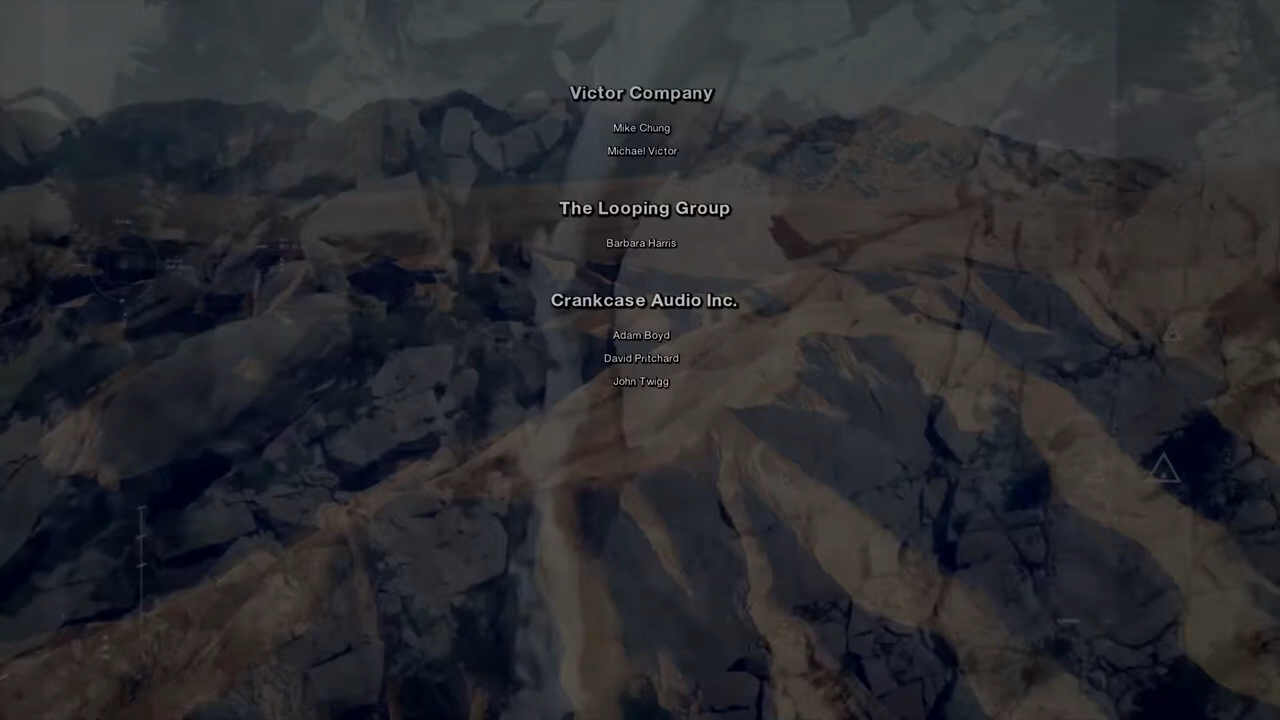 Victor Company
Mike Chung
Michael Victor
The Looping Group
Barbara Harris
Crankcase Audio Inc.
Adam Boyd
David Pritchard
John Twigg